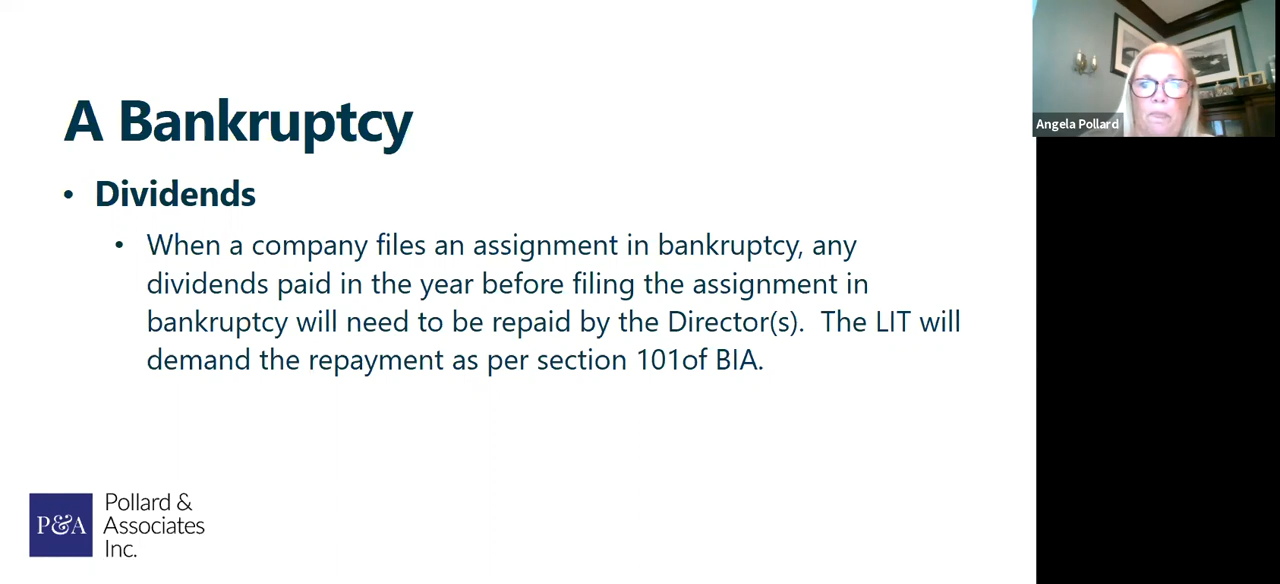 A Bankruptcy
• Dividends
• When a company files an assignment in bankruptcy, any
dividends paid in the year before filing the assignment in
bankruptcy will need to be repaid by the Director(s).  The LIT will
demand the repayment as per section 101of BIA.
P&A
Pollard &
Associates
Inc.
Angela Pollard